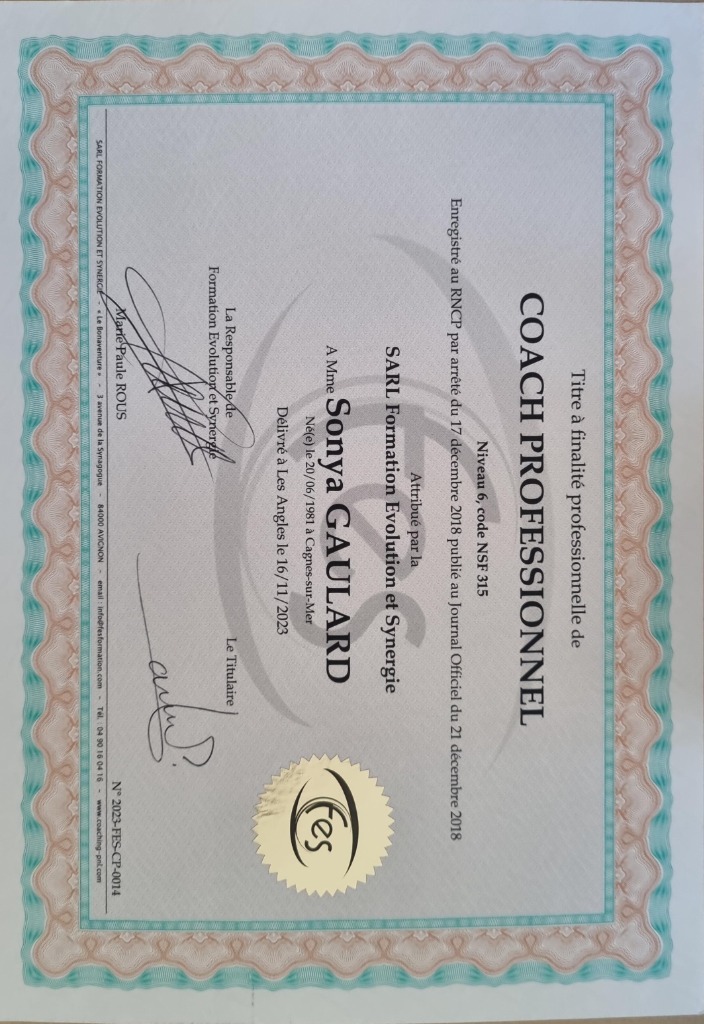 Titre à finalité professionnelle de
COACH PROFESSIONNEL
Niveau 6, code NSF 315
Enregistré au RNCP par arrêté du 17 décembre 2018 publié au Journal Officiel du 21 décembre 2018
Attribué par la
SARL Formation Evolution et Synergie
A Mme Sonya GAULARD
Né(e) le 20/06/1981 à Cagnes-sur-Mer
Délivré à Les Angles le 16/11/2023
La Responsable de
Formation Evolution et Synergie
Le Titulaire
Marie-Paule ROUS
N° 2023-FES-CP-0014
SARL FORMATION EVOLUTION ET SYNERGIE - « Le Bonaventure » - 3 avenue de la Synagogue - 84000 AVIGNON - email : info@fesformation.com - Tél. : 04 90 16 04 16 - www.coaching-pnl.com
Fes
Fes